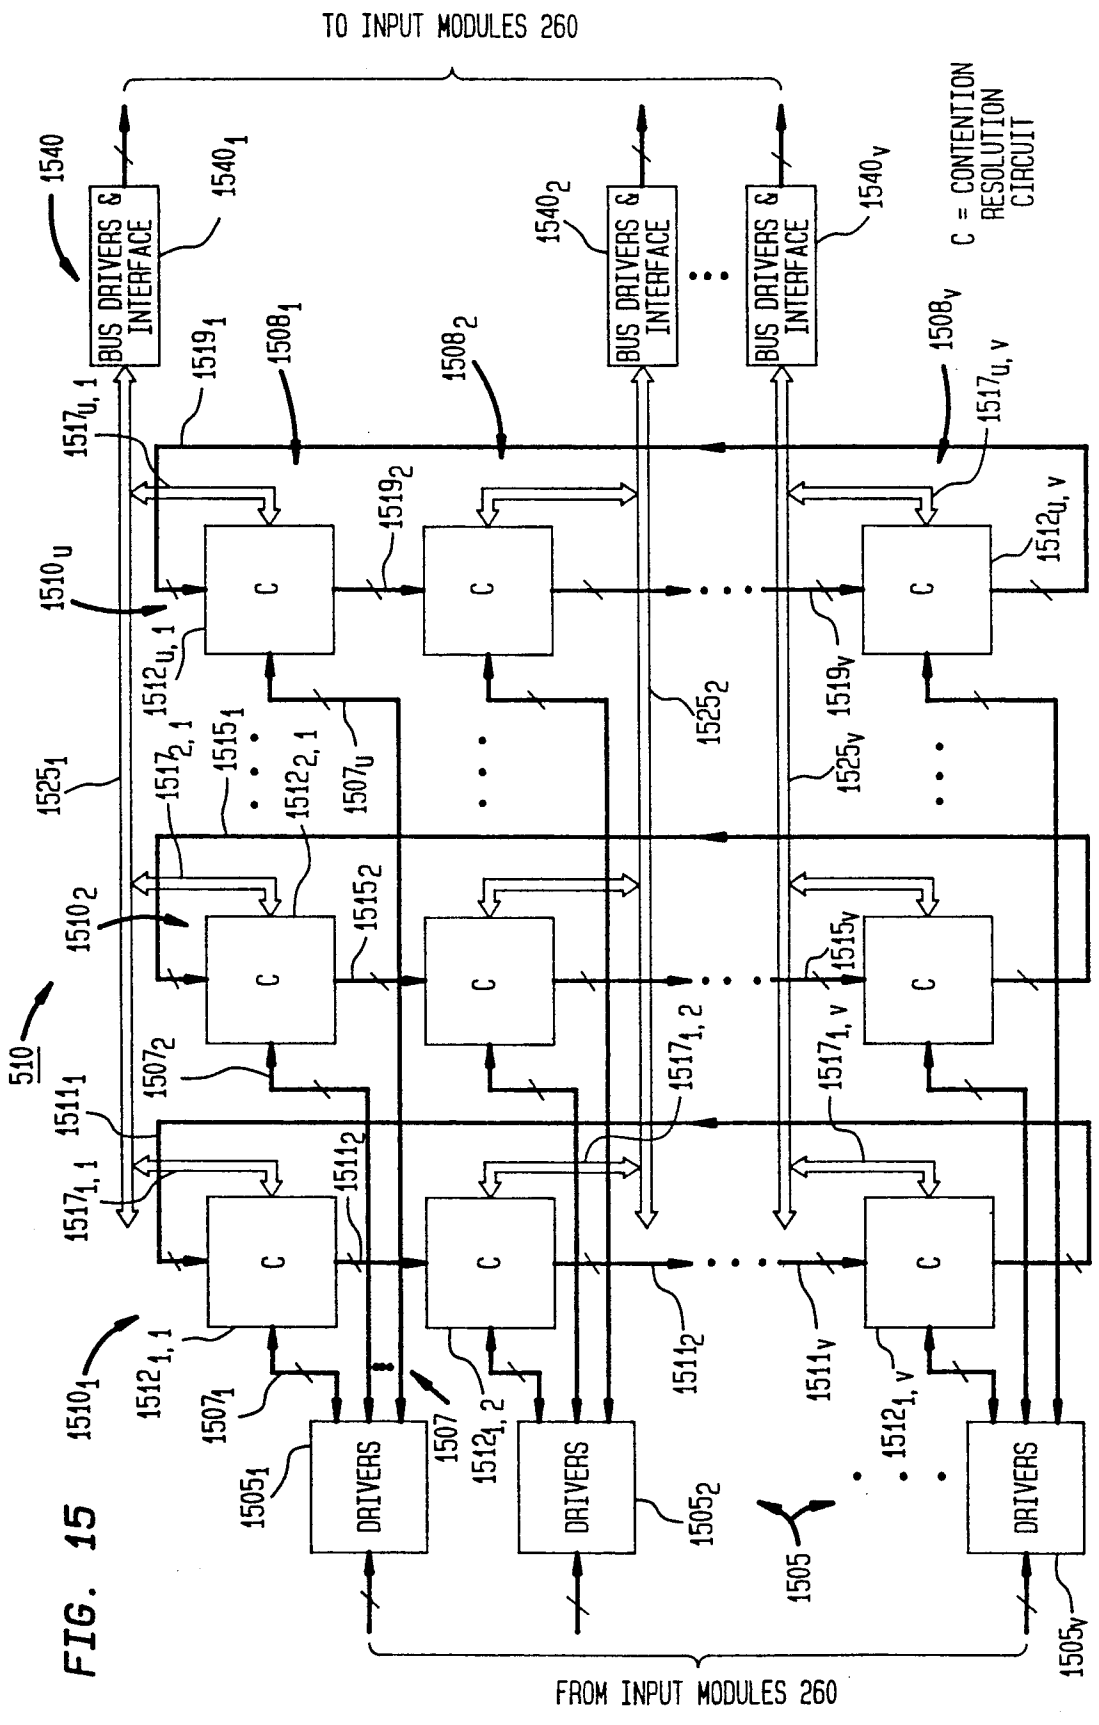 FIG. 15
510
TO INPUT MODULES 260
FROM INPUT MODULES 260
1540
BUS DRIVERS &
INTERFACE
1540₁
BUS DRIVERS &
INTERFACE
1540₂
BUS DRIVERS &
INTERFACE
1540ᵥ
C = CONTENTION
RESOLUTION
CIRCUIT
1525₁
1525₂
1525ᵥ
1508₁
1508₂
1508ᵥ
1519₁
1519₂
1519ᵥ
1517ᵤ,₁
1517ᵤ,ᵥ
1510ᵤ
1512ᵤ,₁
1512ᵤ,ᵥ
C
C
C
1507ᵤ
1515₁
1515₂
1515ᵥ
1517₂,₁
1512₂,₁
1510₂
1507₂
C
C
C
1511₁
1511₂
1511₂
1511ᵥ
1517₁,₁
1517₁,₂
1517₁,ᵥ
1510₁
1512₁,₁
1512₁,₂
1512₁,ᵥ
C
C
C
1507₁
1507
1505₁
DRIVERS
DRIVERS
1505₂
1505
DRIVERS
1505ᵥ